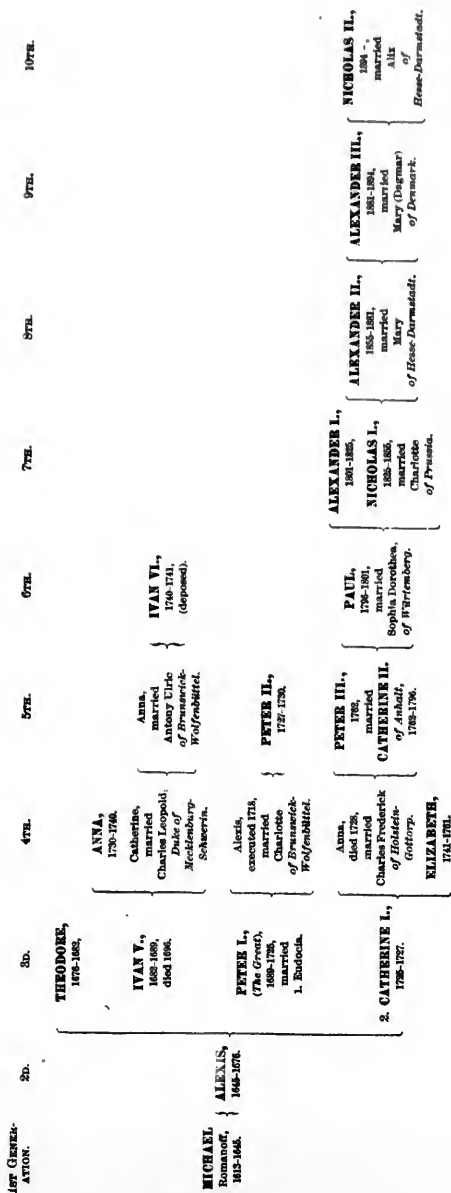 1ST GENER-
ATION.
2D.
3D.
4TH.
5TH.
6TH.
7TH.
8TH.
9TH.
10TH.
MICHAEL
Romanoff,
1613-1645.
ALEXIS,
1645-1676.
THEODORE,
1676-1682,
IVAN V.,
1682-1689,
died 1696.
PETER I.,
(The Great),
1689-1725,
married
1. Eudocia.
2. CATHERINE I.,
1725-1727.
ANNA,
1730-1740.
Catherine,
married
Charles Leopold,
Duke of
Mecklenburg-
Schwerin.
Alexis,
executed 1718,
married
Charlotte
of Brunswick-
Wolfenbüttel.
Anna,
died 1728,
married
Charles Frederick
of Holstein-
Gottorp.
ELIZABETH,
1741-1761.
Anna,
married
Antony Ulric
of Brunswick-
Wolfenbüttel.
PETER II.,
1727-1730.
PETER III.,
1762,
married
CATHERINE II.
of Anhalt,
1762-1796.
IVAN VI.,
1740-1741,
(deposed).
PAUL,
1796-1801,
married
Sophia Dorothea,
of Würtemberg.
ALEXANDER I.,
1801-1825,
NICHOLAS I.,
1825-1855,
married
Charlotte
of Prussia.
ALEXANDER II.,
1855-1881,
married
Mary
of Hesse-Darmstadt.
ALEXANDER III.,
1881-1894,
married
Mary (Dagmar)
of Denmark.
NICHOLAS II.,
1894 - .
married
Alix
of
Hesse-Darmstadt.